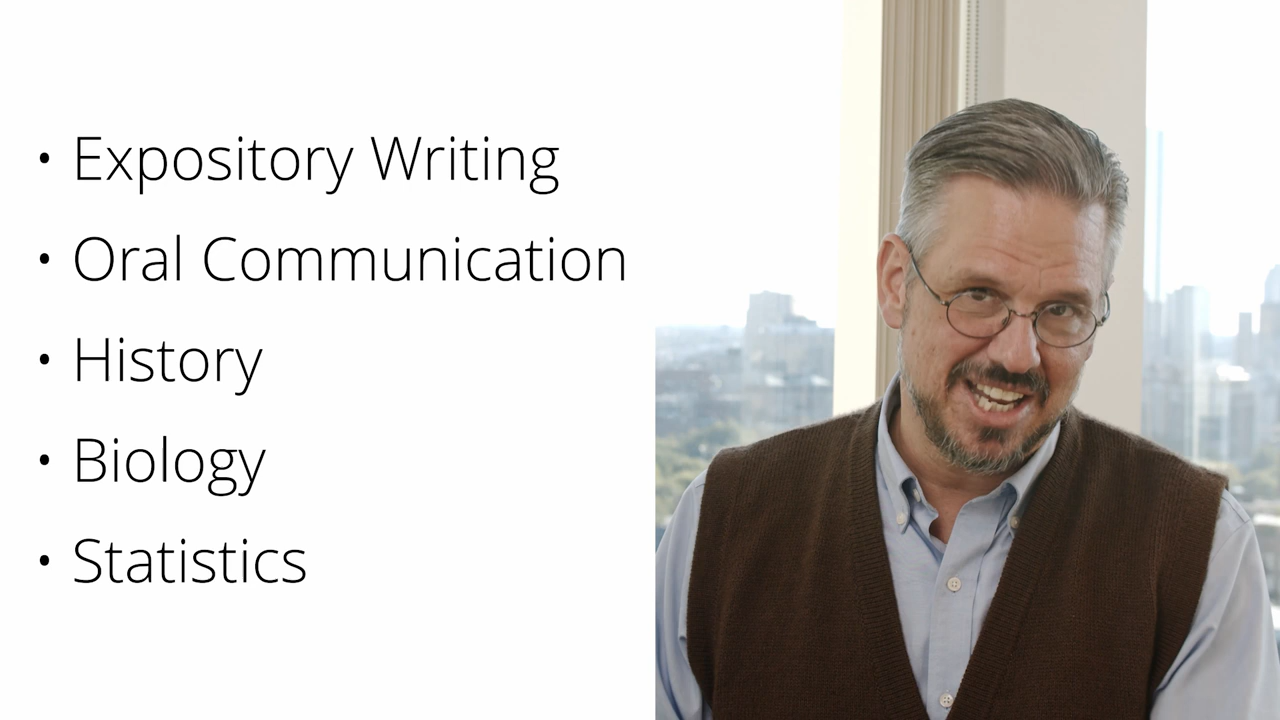 • Expository Writing
• Oral Communication
• History
• Biology
• Statistics